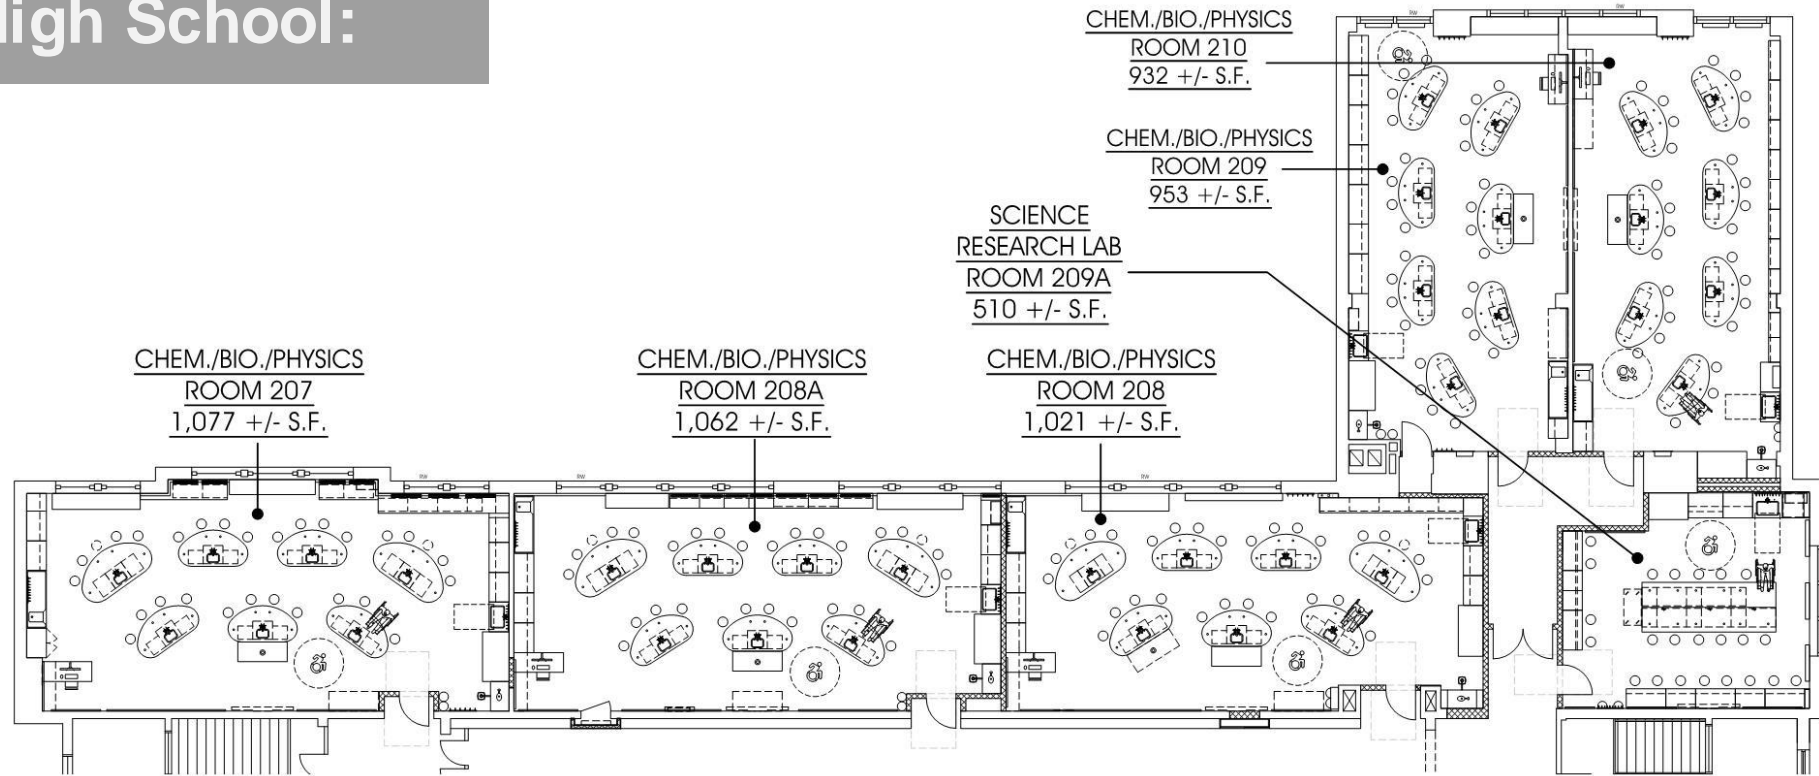 High School:
CHEM./BIO./PHYSICS
ROOM 210
932 +/- S.F.
CHEM./BIO./PHYSICS
ROOM 209
953 +/- S.F.
SCIENCE
RESEARCH LAB
ROOM 209A
510 +/- S.F.
CHEM./BIO./PHYSICS
ROOM 207
1,077 +/- S.F.
CHEM./BIO./PHYSICS
ROOM 208A
1,062 +/- S.F.
CHEM./BIO./PHYSICS
ROOM 208
1,021 +/- S.F.